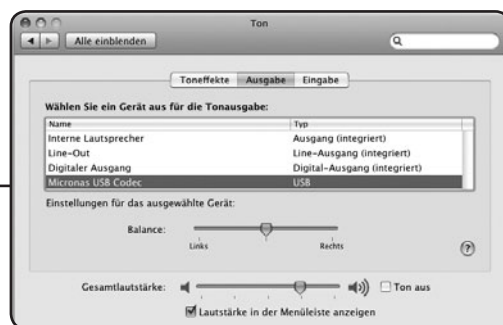 Ton
Alle einblenden
Toneffekte Ausgabe Eingabe
Wählen Sie ein Gerät aus für die Tonausgabe:
Name Typ
Interne Lautsprecher Ausgang (integriert)
Line-Out Line-Ausgang (integriert)
Digitaler Ausgang Digital-Ausgang (integriert)
Micronas USB Codec USB
Einstellungen für das ausgewählte Gerät:
Balance:
Links Rechts
?
Gesamtlautstärke: Ton aus
Lautstärke in der Menüleiste anzeigen